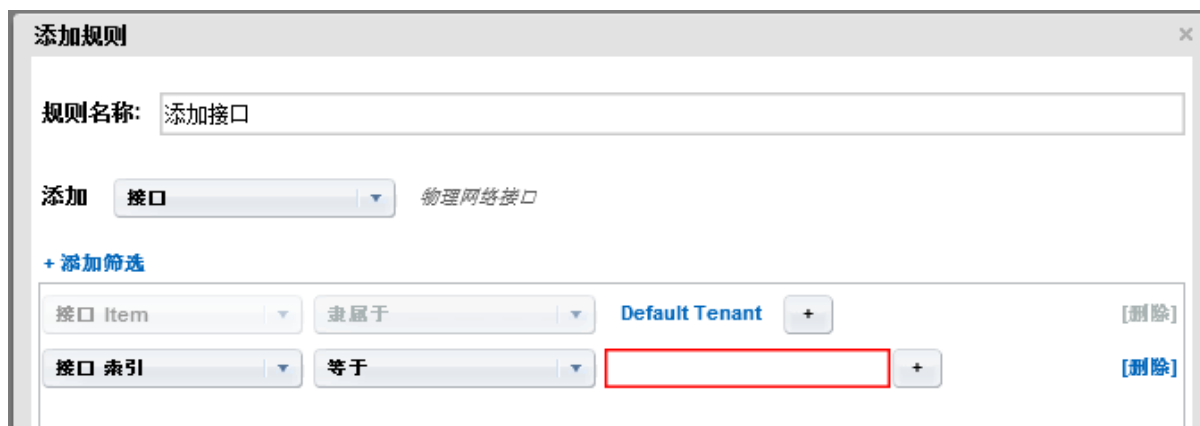 添加规则 ×
规则名称: 添加接口
添加 接口 物理网络接口
+ 添加筛选
接口 Item 隶属于 Default Tenant + [删除]
接口 索引 等于 + [删除]